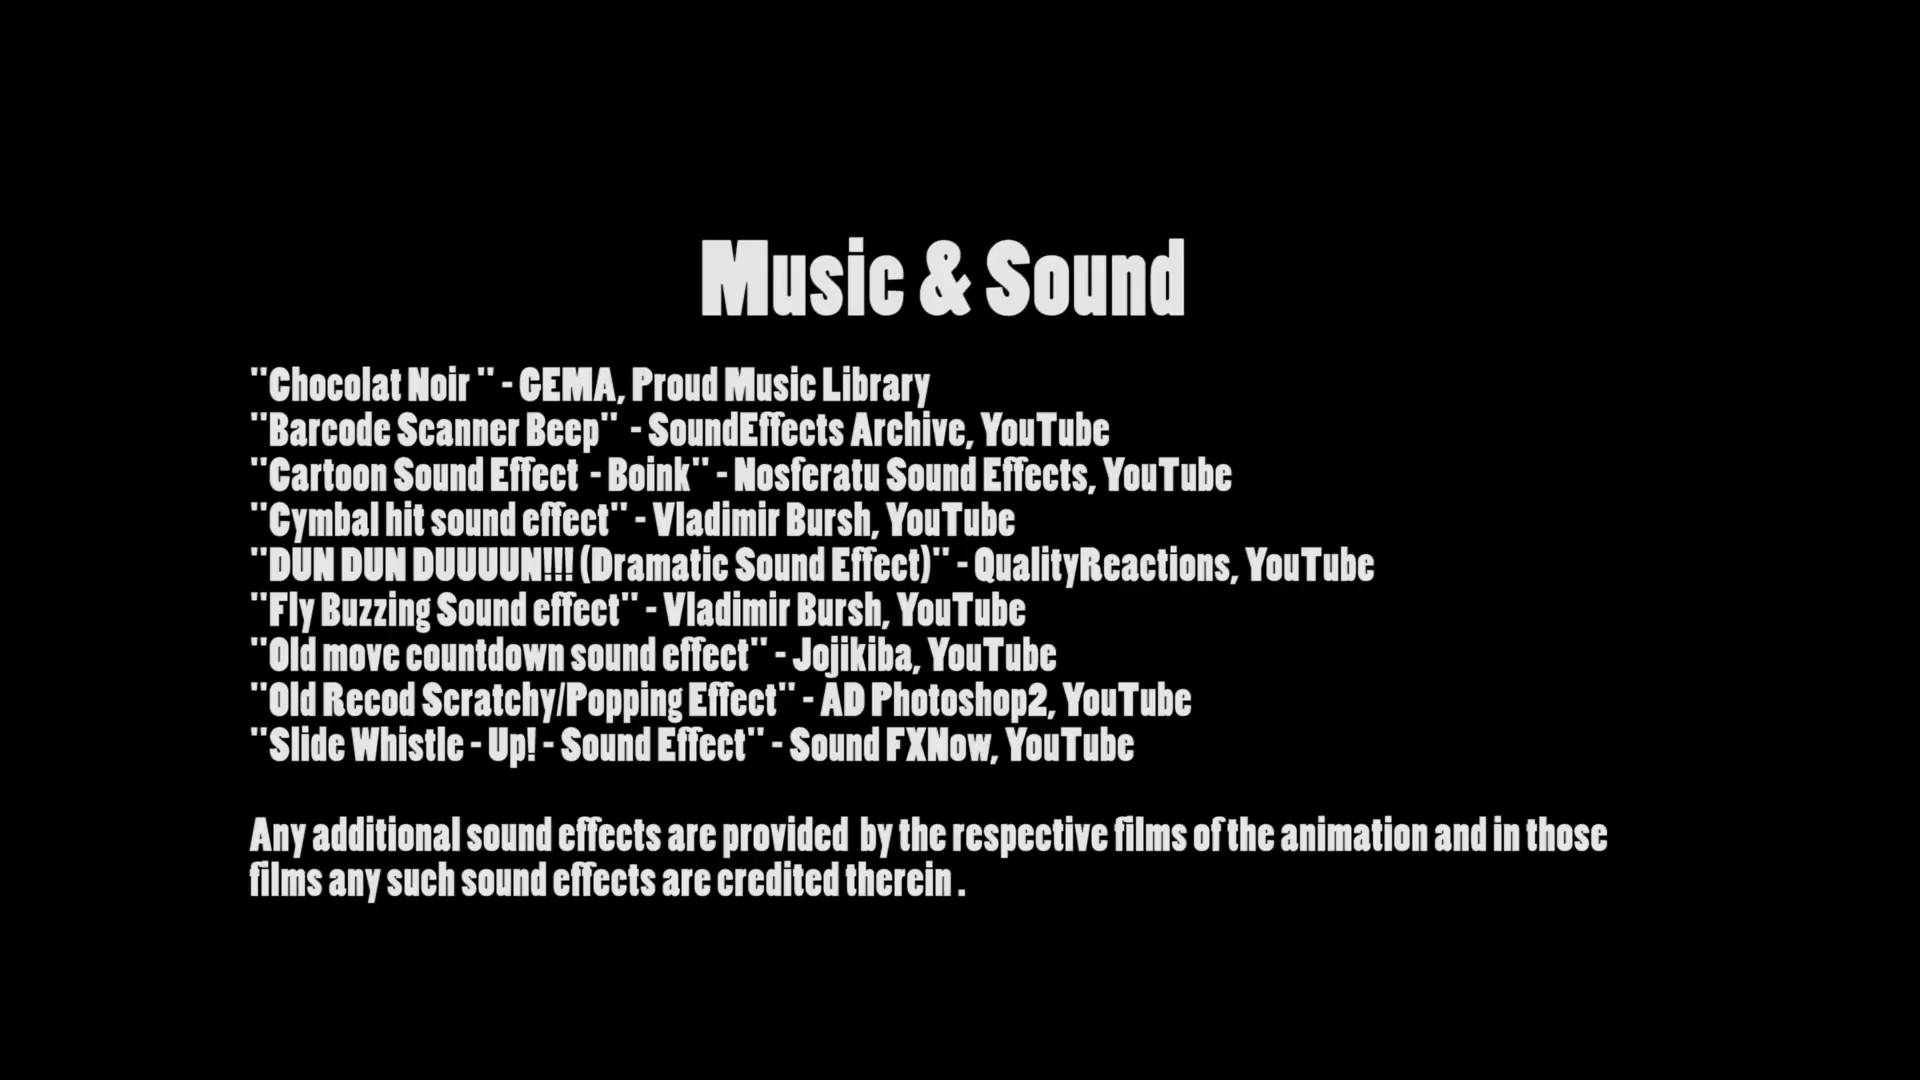 Music & Sound
"Chocolat Noir " - GEMA, Proud Music Library
"Barcode Scanner Beep"  - SoundEffects Archive, YouTube
"Cartoon Sound Effect  - Boink" - Nosferatu Sound Effects, YouTube
"Cymbal hit sound effect" - Vladimir Bursh, YouTube
"DUN DUN DUUUUN!!! (Dramatic Sound Effect)" - QualityReactions, YouTube
"Fly Buzzing Sound effect" - Vladimir Bursh, YouTube
"Old move countdown sound effect" - Jojikiba, YouTube
"Old Recod Scratchy/Popping Effect" - AD Photoshop2, YouTube
"Slide Whistle - Up! - Sound Effect" - Sound FXNow, YouTube
Any additional sound effects are provided  by the respective films of the animation and in those
films any such sound effects are credited therein .